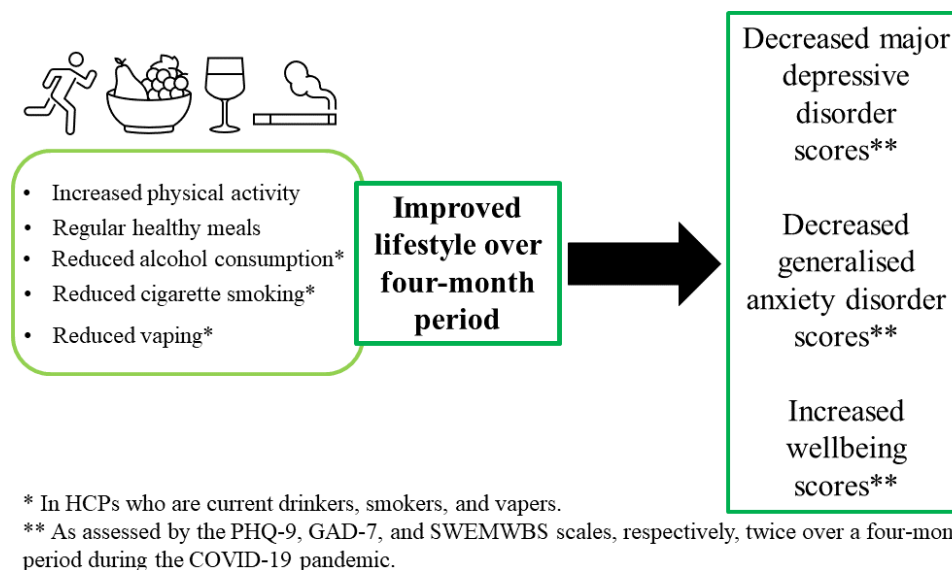 • Increased physical activity
• Regular healthy meals
• Reduced alcohol consumption*
• Reduced cigarette smoking*
• Reduced vaping*
Improved
lifestyle over
four-month
period
Decreased major
depressive
disorder
scores**
Decreased
generalised
anxiety disorder
scores**
Increased
wellbeing
scores**
* In HCPs who are current drinkers, smokers, and vapers.
** As assessed by the PHQ-9, GAD-7, and SWEMWBS scales, respectively, twice over a
period during the COVID-19 pandemic.